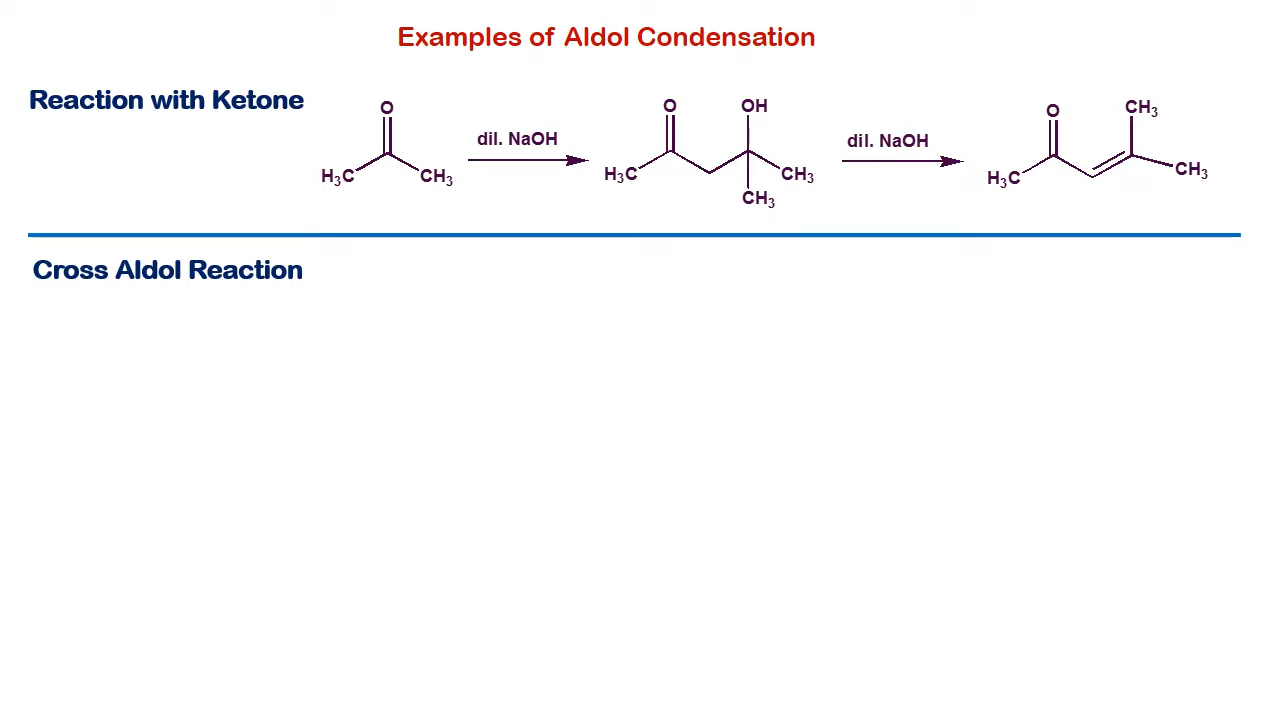 Examples of Aldol Condensation
Reaction with Ketone
O
H₃C
CH₃
dil. NaOH
O
OH
H₃C
CH₃
CH₃
dil. NaOH
O
CH₃
H₃C
CH₃
Cross Aldol Reaction